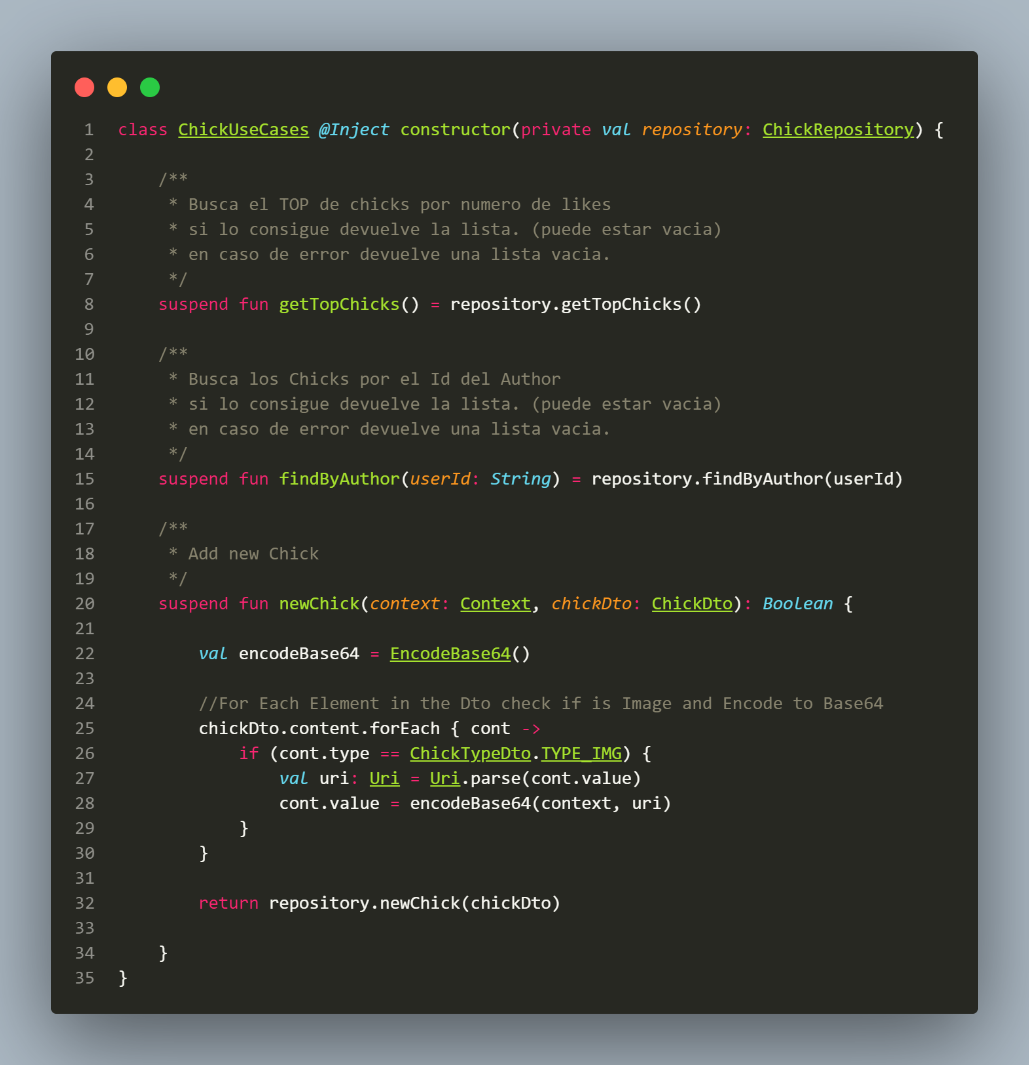 1 class ChickUseCases @Inject constructor(private val repository: ChickRepository) {
2
3     /**
4      * Busca el TOP de chicks por numero de likes
5      * si lo consigue devuelve la lista. (puede estar vacia)
6      * en caso de error devuelve una lista vacia.
7      */
8     suspend fun getTopChicks() = repository.getTopChicks()
9
10     /**
11      * Busca los Chicks por el Id del Author
12      * si lo consigue devuelve la lista. (puede estar vacia)
13      * en caso de error devuelve una lista vacia.
14      */
15     suspend fun findByAuthor(userId: String) = repository.findByAuthor(userId)
16
17     /**
18      * Add new Chick
19      */
20     suspend fun newChick(context: Context, chickDto: ChickDto): Boolean {
21
22         val encodeBase64 = EncodeBase64()
23
24         //For Each Element in the Dto check if is Image and Encode to Base64
25         chickDto.content.forEach { cont ->
26             if (cont.type == ChickTypeDto.TYPE_IMG) {
27                 val uri: Uri = Uri.parse(cont.value)
28                 cont.value = encodeBase64(context, uri)
29             }
30         }
31
32         return repository.newChick(chickDto)
33
34     }
35 }